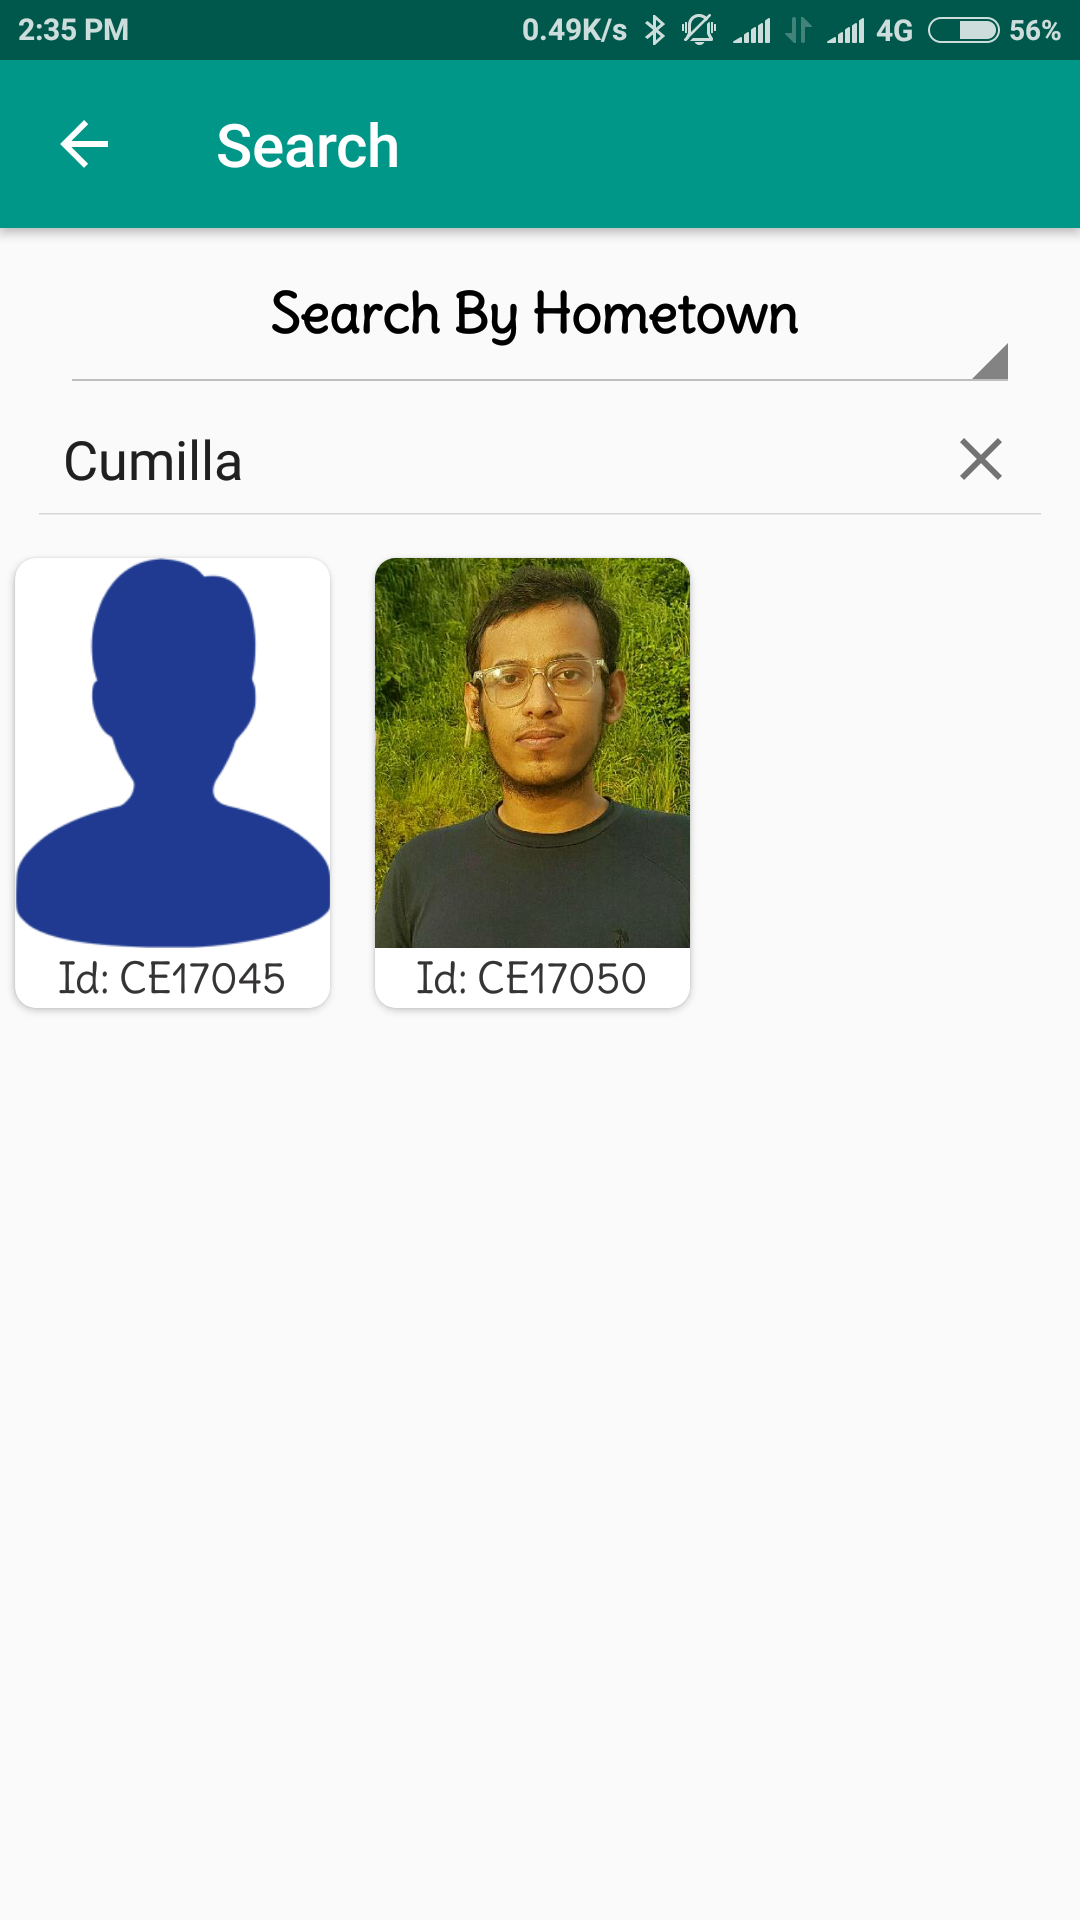 2:35 PM 0.49K/s 4G 56%
Search
Search By Hometown
Cumilla
Id: CE17045 Id: CE17050